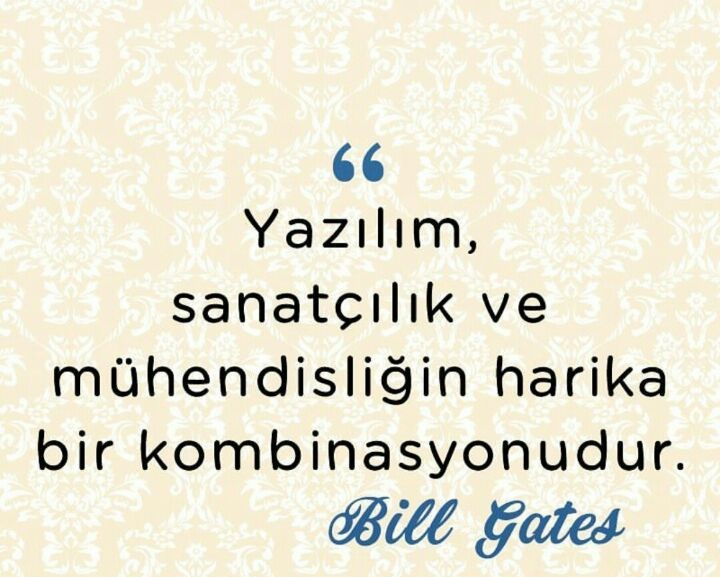 “
Yazılım,
sanatçılık ve
mühendisliğin harika
bir kombinasyonudur.
Bill Gates